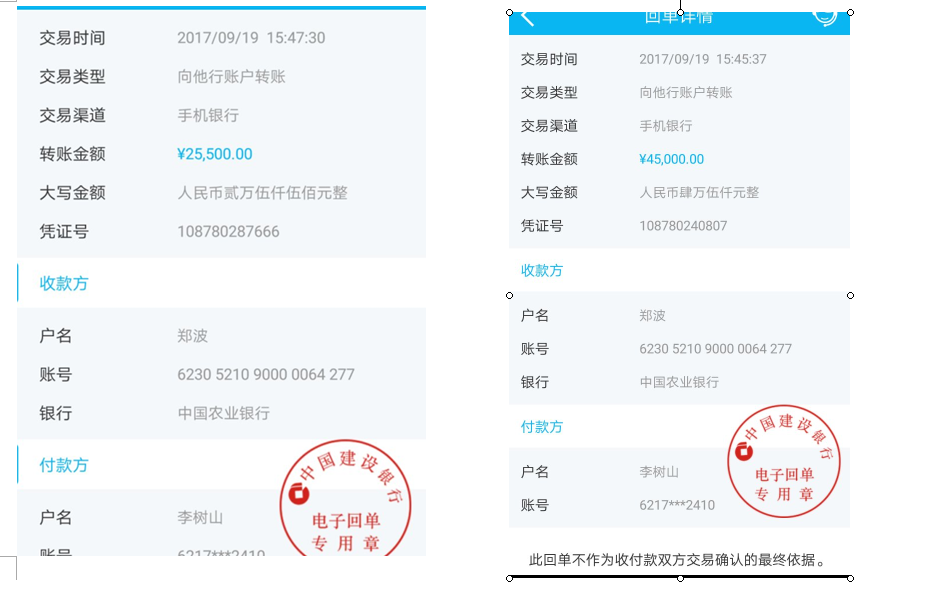 交易时间 2017/09/19 15:47:30
交易类型 向他行账户转账
交易渠道 手机银行
转账金额 ¥25,500.00
大写金额 人民币贰万伍仟伍佰元整
凭证号 108780287666
收款方
户名 郑波
账号 6230 5210 9000 0064 277
银行 中国农业银行
付款方
户名 李树山
账号 6217***2410
中国建设银行
电子回单
专用章
回单详情
交易时间 2017/09/19 15:45:37
交易类型 向他行账户转账
交易渠道 手机银行
转账金额 ¥45,000.00
大写金额 人民币肆万伍仟元整
凭证号 108780240807
收款方
户名 郑波
账号 6230 5210 9000 0064 277
银行 中国农业银行
付款方
户名 李树山
账号 6217***2410
中国建设银行
电子回单
专用章
此回单不作为收付款双方交易确认的最终依据。